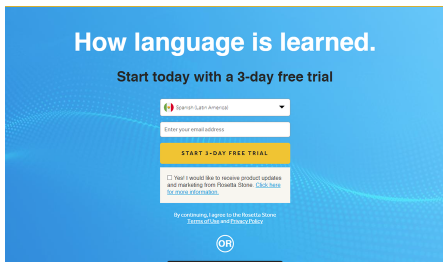 How language is learned.
Start today with a 3-day free trial
Spanish (Latin America)
Enter your email address
START 3-DAY FREE TRIAL
Yes! I would like to receive product updates
and marketing from Rosetta Stone. Click here
for more information.
By continuing, I agree to the Rosetta Stone
Terms of Use and Privacy Policy
OR